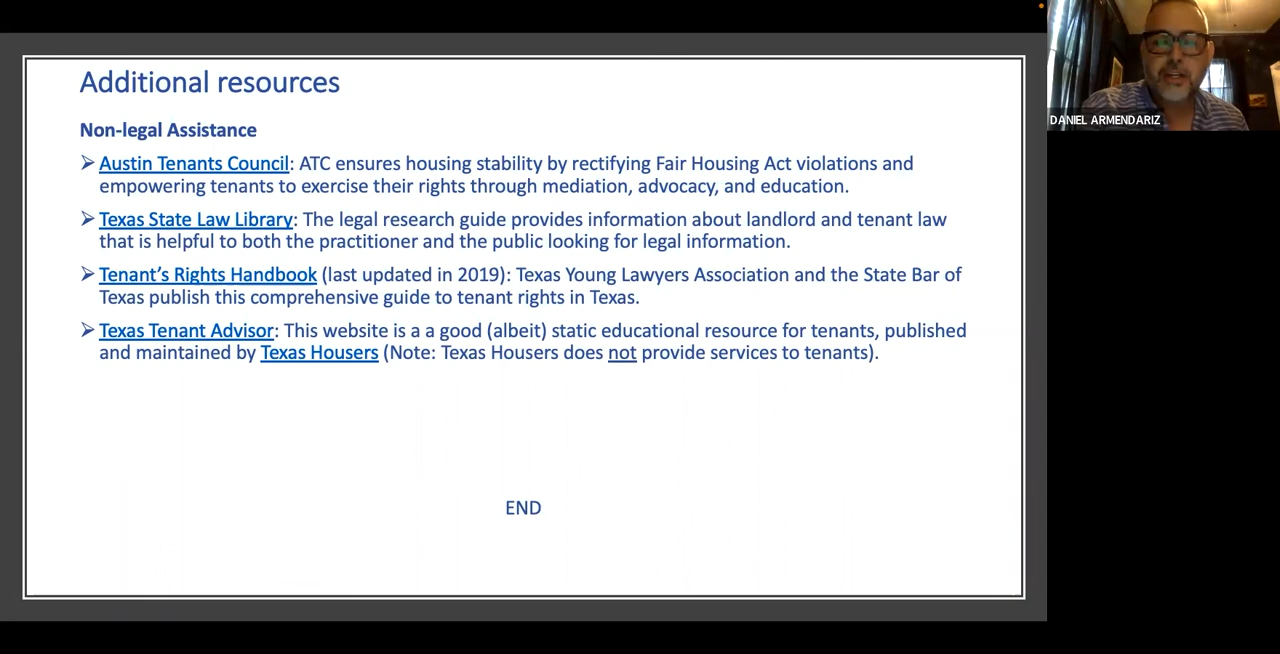 Additional resources
Non-legal Assistance
➢ Austin Tenants Council: ATC ensures housing stability by rectifying Fair Housing Act violations and
empowering tenants to exercise their rights through mediation, advocacy, and education.
➢ Texas State Law Library: The legal research guide provides information about landlord and tenant law
that is helpful to both the practitioner and the public looking for legal information.
➢ Tenant's Rights Handbook (last updated in 2019): Texas Young Lawyers Association and the State Bar of
Texas publish this comprehensive guide to tenant rights in Texas.
➢ Texas Tenant Advisor: This website is a a good (albeit) static educational resource for tenants, published
and maintained by Texas Housers (Note: Texas Housers does not provide services to tenants).
END
DANIEL ARMENDARIZ